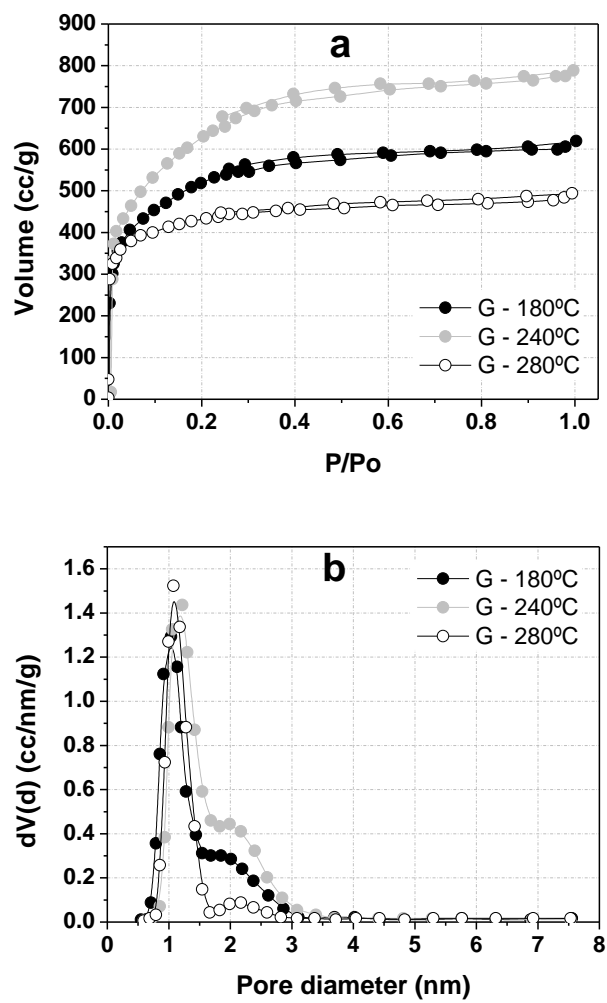 a
900
800
700
600
500
400
300
200
100
0
Volume (cc/g)
G - 180ºC
G - 240ºC
G - 280ºC
0.0 0.2 0.4 0.6 0.8 1.0
P/Po
b
1.6
1.4
1.2
1.0
0.8
0.6
0.4
0.2
0.0
dV(d) (cc/nm/g)
G - 180ºC
G - 240ºC
G - 280ºC
0 1 2 3 4 5 6 7 8
Pore diameter (nm)